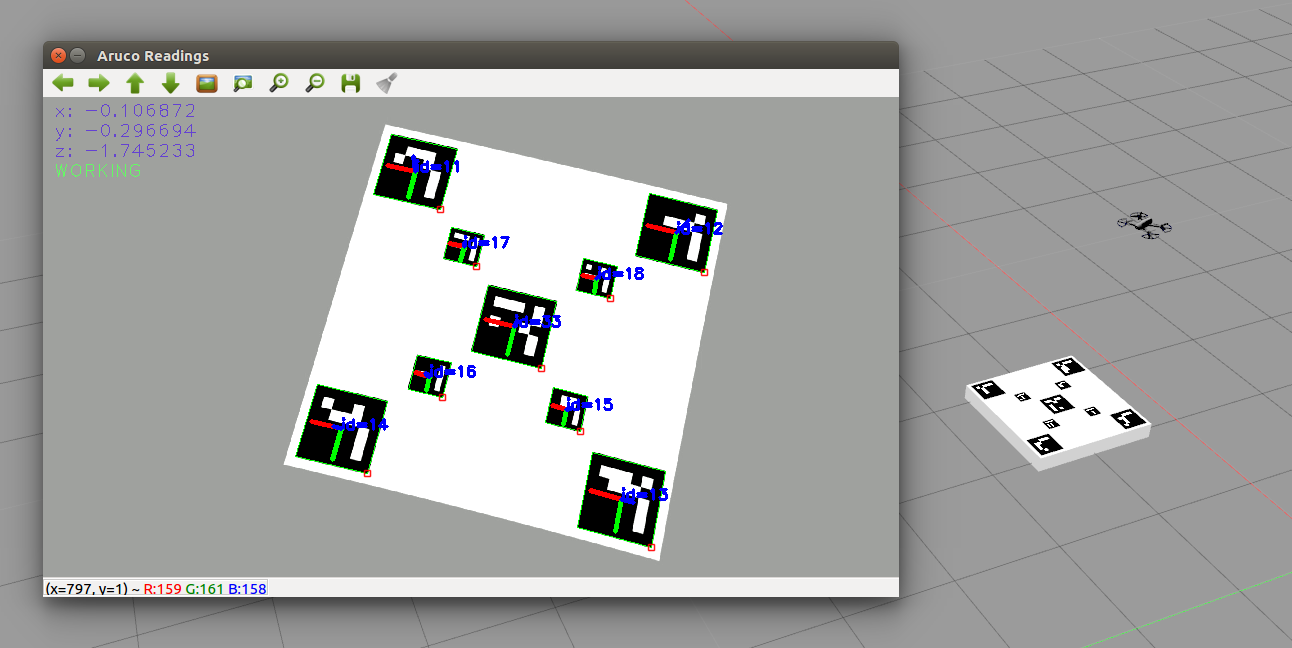 Aruco Readings
x: -0.106872
y: -0.296694
z: -1.745233
WORKING
id=11
id=12
id=17
id=18
id=33
id=16
id=15
id=14
id=13
(x=797, y=1) ~ R:159 G:161 B:158